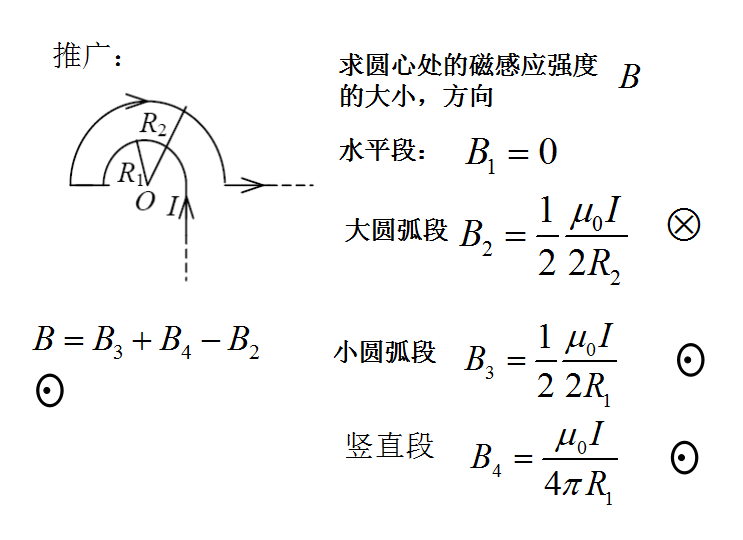 推广：
求圆心处的磁感应强度 B
的大小，方向
R₂
R₁
O I
水平段： B₁ = 0
大圆弧段 B₂ = 1/2 μ₀I/2R₂ ⊗
B = B₃ + B₄ − B₂
⊙
小圆弧段 B₃ = 1/2 μ₀I/2R₁ ⊙
竖直段 B₄ = μ₀I/4πR₁ ⊙